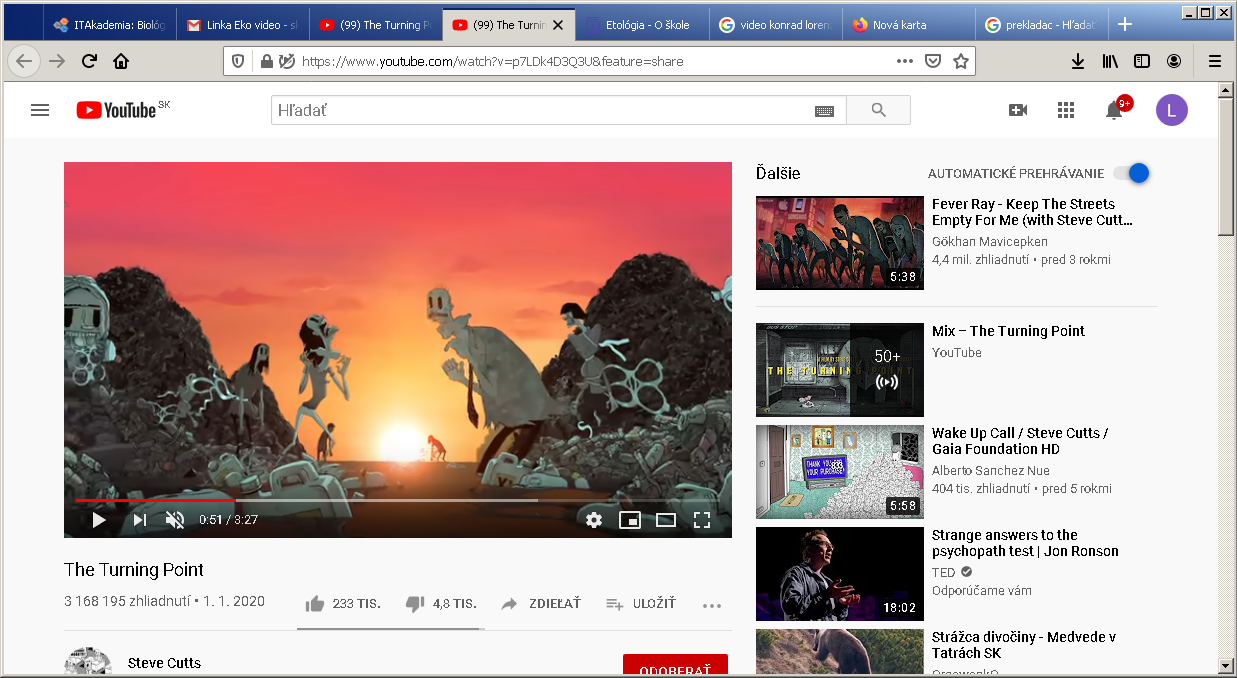 ITAkademia: Biológ
Linka Eko video - sk
(99) The Turning P
(99) The Turnin
Etológia - O škole
video konrad lorenz
Nová karta
prekladac - Hľadať
https://www.youtube.com/watch?v=p7LDk4D3Q3U&feature=share
YouTube SK
Hľadať
9+
L
Ďalšie
AUTOMATICKÉ PREHRÁVANIE
Fever Ray - Keep The Streets
Empty For Me (with Steve Cutt...
Gökhan Mavicepken
4,4 mil. zhliadnutí • pred 3 rokmi
5:38
Mix – The Turning Point
YouTube
50+
THE TURNING POINT
Wake Up Call / Steve Cutts /
Gaia Foundation HD
Alberto Sanchez Nue
404 tis. zhliadnutí • pred 5 rokmi
THANK YOU FOR
YOUR PURCHASE!
5:58
Strange answers to the
psychopath test | Jon Ronson
TED
Odporúčame vám
18:02
Strážca divočiny - Medvede v
Tatrách SK
0:51 / 3:27
The Turning Point
3 168 195 zhliadnutí • 1. 1. 2020
233 TIS.
4,8 TIS.
ZDIEĽAŤ
ULOŽIŤ
Steve Cutts
ODOBERAŤ